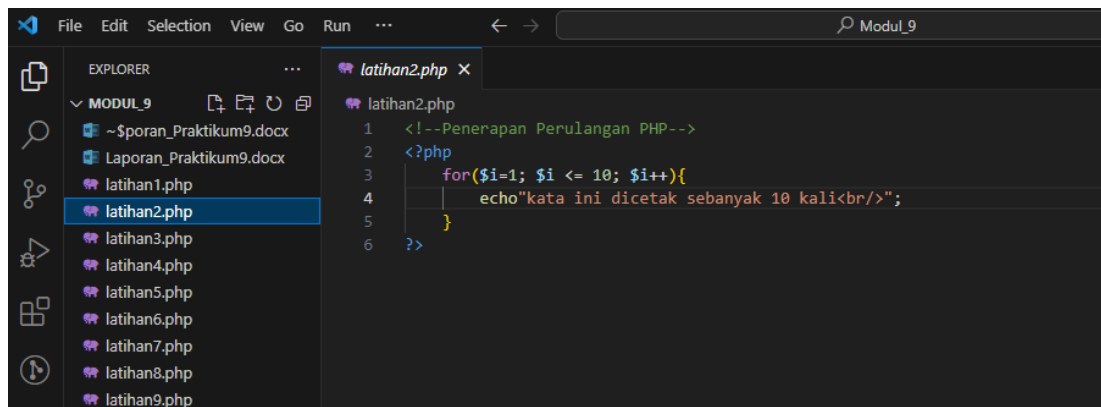 File Edit Selection View Go Run ... Modul_9
EXPLORER ...
MODUL_9
~$poran_Praktikum9.docx
Laporan_Praktikum9.docx
latihan1.php
latihan2.php
latihan3.php
latihan4.php
latihan5.php
latihan6.php
latihan7.php
latihan8.php
latihan9.php
latihan2.php
latihan2.php
1 <!--Penerapan Perulangan PHP-->
2 <?php
3 for($i=1; $i <= 10; $i++){
4 echo"kata ini dicetak sebanyak 10 kali<br/>";
5 }
6 ?>